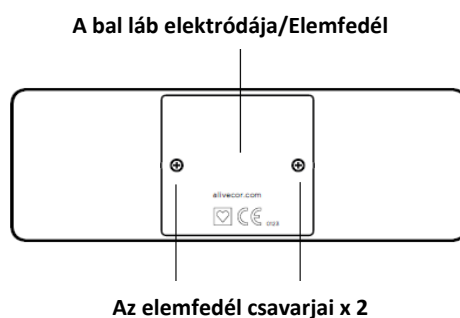 A bal láb elektródája/Elemfedél
alivecor.com
CE 0123
Az elemfedél csavarjai x 2